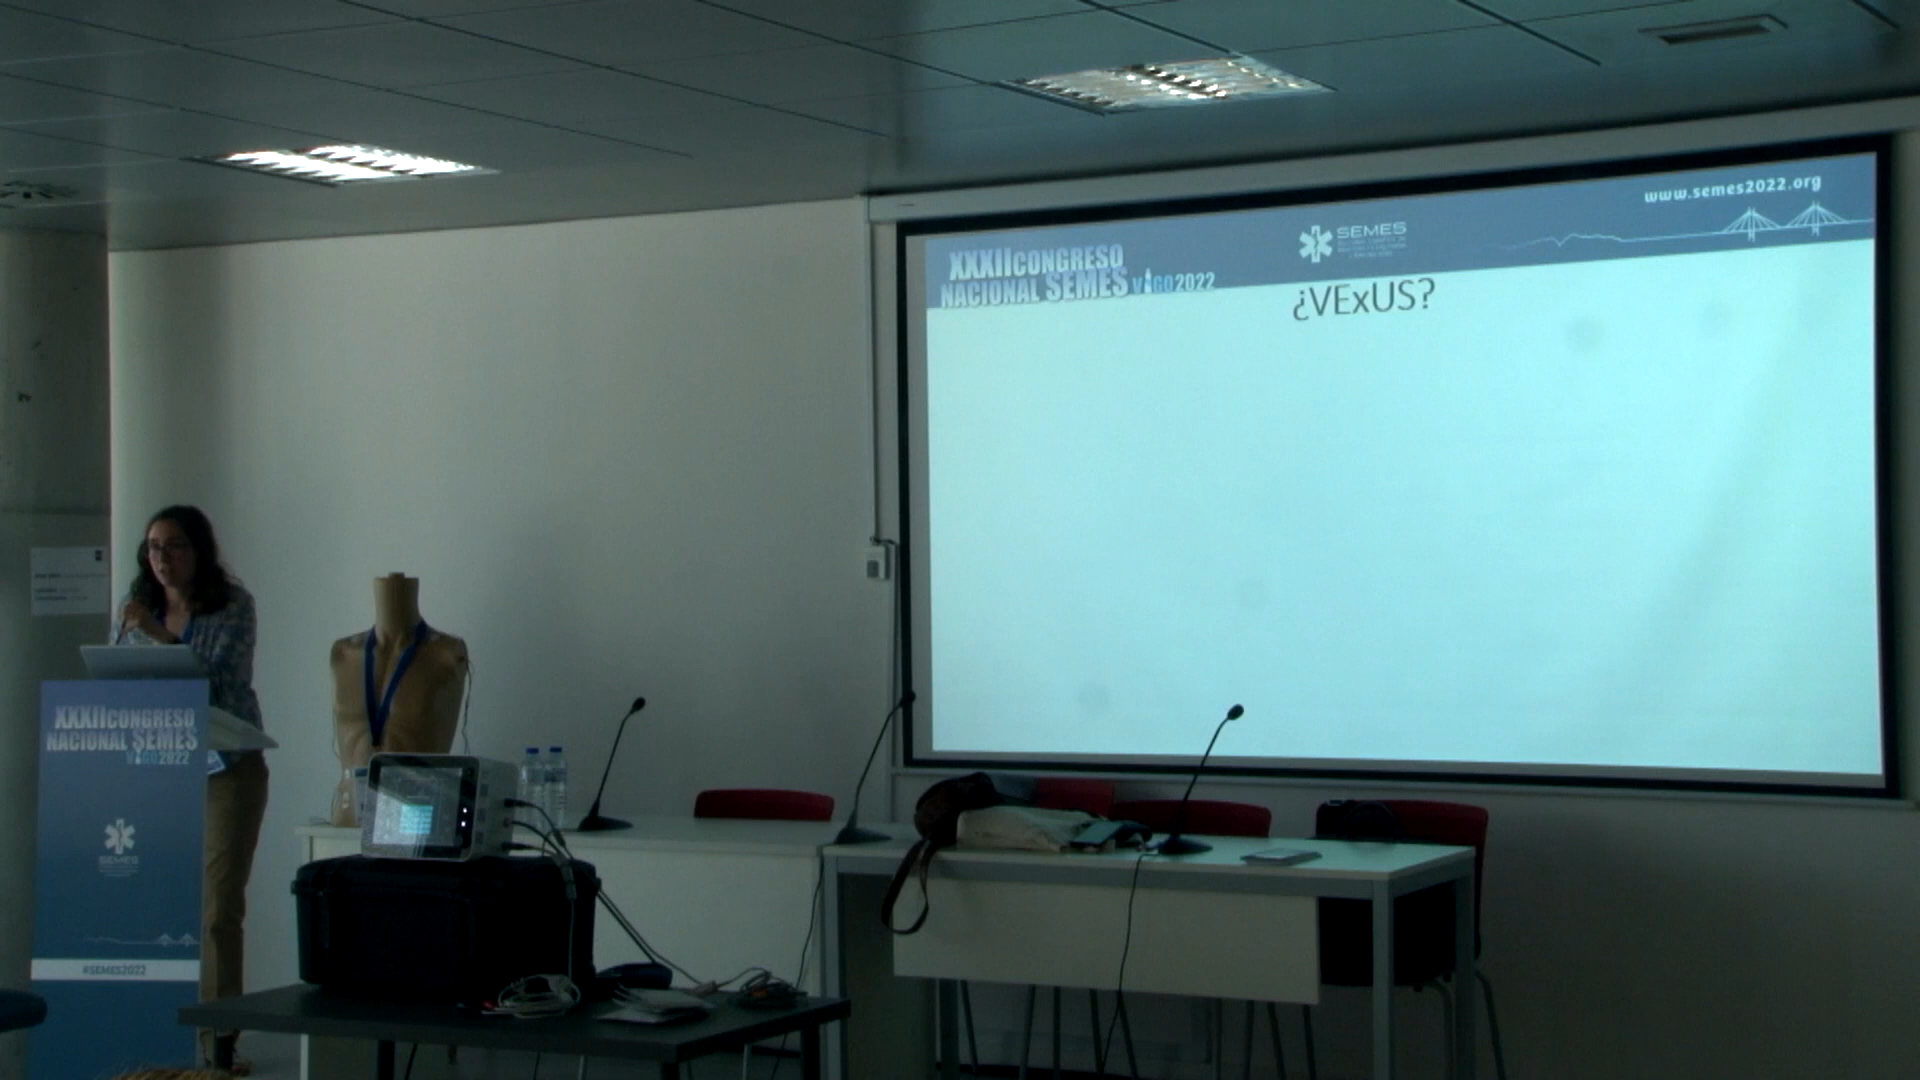 www.semes2022.org
SEMES
XXXII CONGRESO
NACIONAL SEMES VIGO2022
¿VExUS?
XXXII CONGRESO
NACIONAL SEMES
VIGO2022
SEMES
#SEMES2022